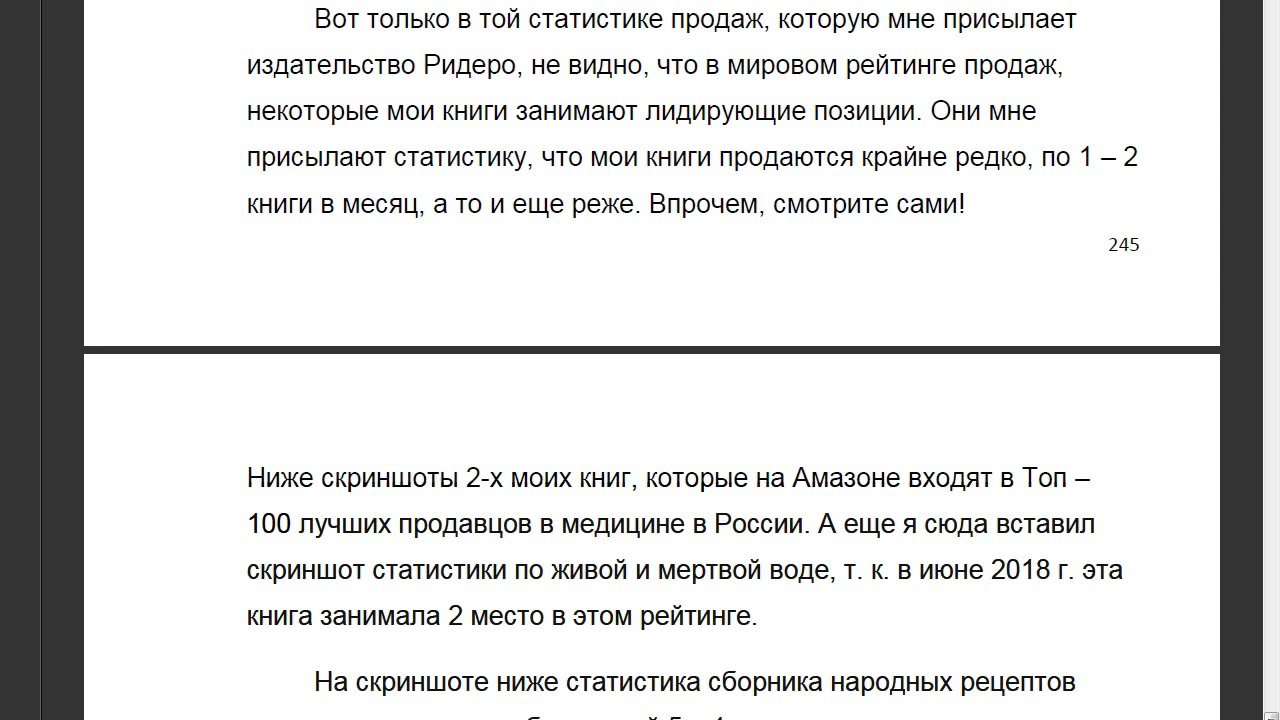 Вот только в той статистике продаж, которую мне присылает
издательство Ридеро, не видно, что в мировом рейтинге продаж,
некоторые мои книги занимают лидирующие позиции. Они мне
присылают статистику, что мои книги продаются крайне редко, по 1 – 2
книги в месяц, а то и еще реже. Впрочем, смотрите сами!
245
Ниже скриншоты 2-х моих книг, которые на Амазоне входят в Топ –
100 лучших продавцов в медицине в России. А еще я сюда вставил
скриншот статистики по живой и мертвой воде, т. к. в июне 2018 г. эта
книга занимала 2 место в этом рейтинге.
На скриншоте ниже статистика сборника народных рецептов